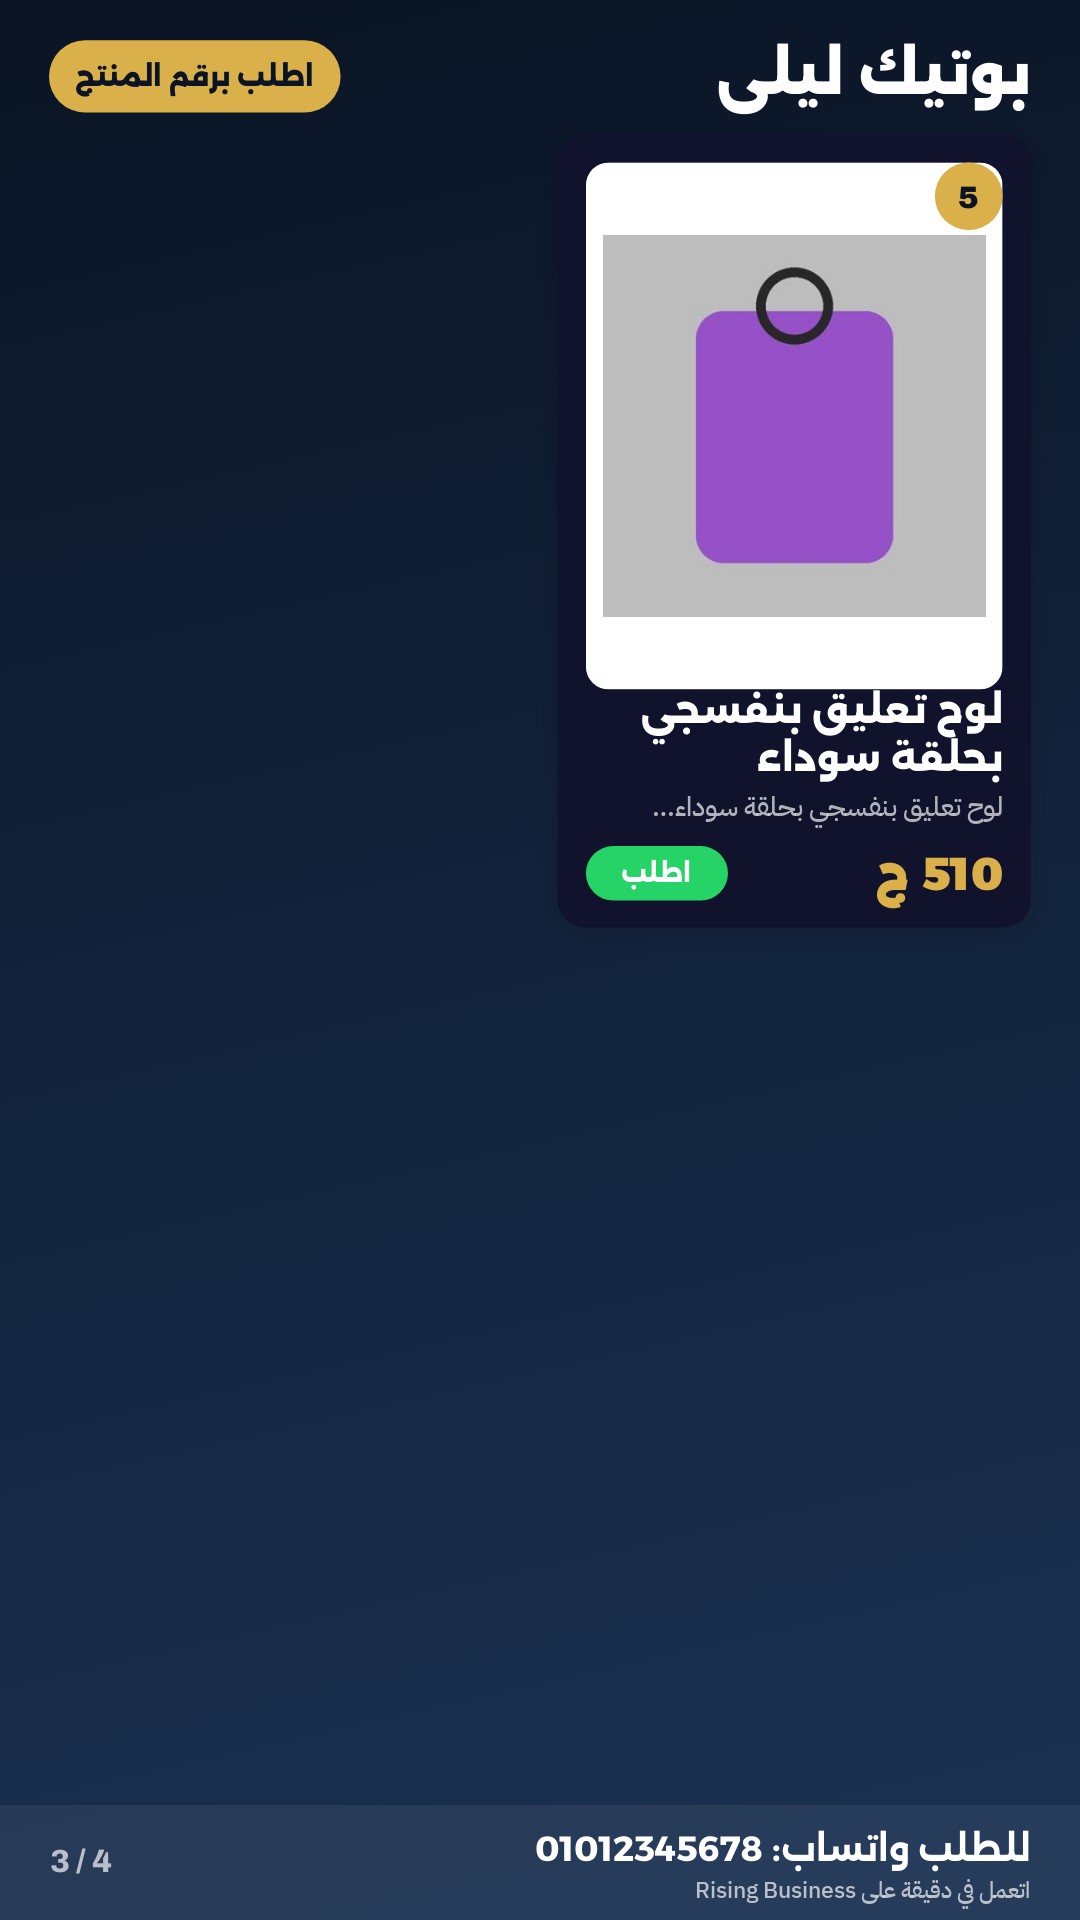 بوتيك ليلى
اطلب برقم المنتج
5
لوح تعليق بنفسجي
بحلقة سوداء
لوح تعليق بنفسجي بحلقة سوداء...
510 ج
اطلب
للطلب واتساب: 01012345678
اتعمل في دقيقة على Rising Business
3 / 4